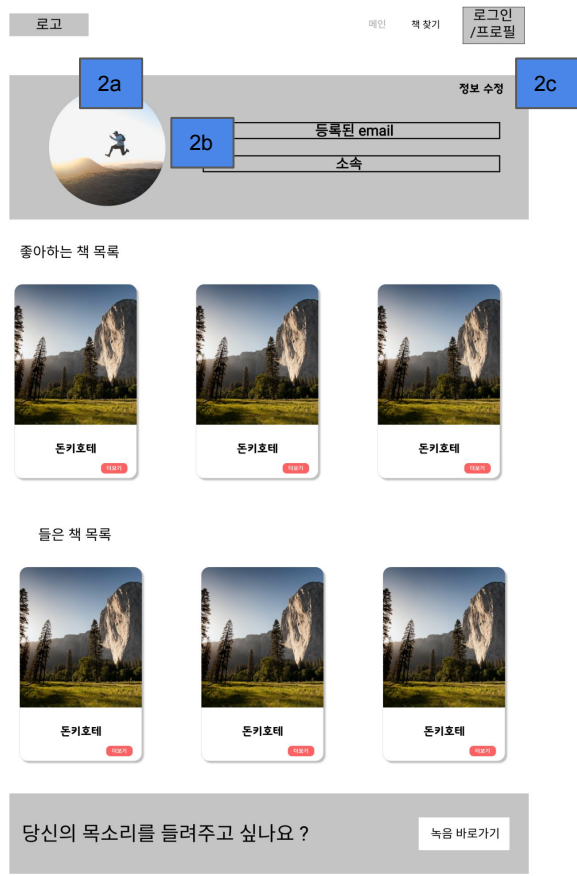 로고
메인
책 찾기
로그인
/프로필
2a
정보 수정
2c
2b
등록된 email
소속
좋아하는 책 목록
돈키호테
더보기
돈키호테
더보기
돈키호테
더보기
들은 책 목록
돈키호테
더보기
돈키호테
더보기
돈키호테
더보기
당신의 목소리를 들려주고 싶나요 ?
녹음 바로가기